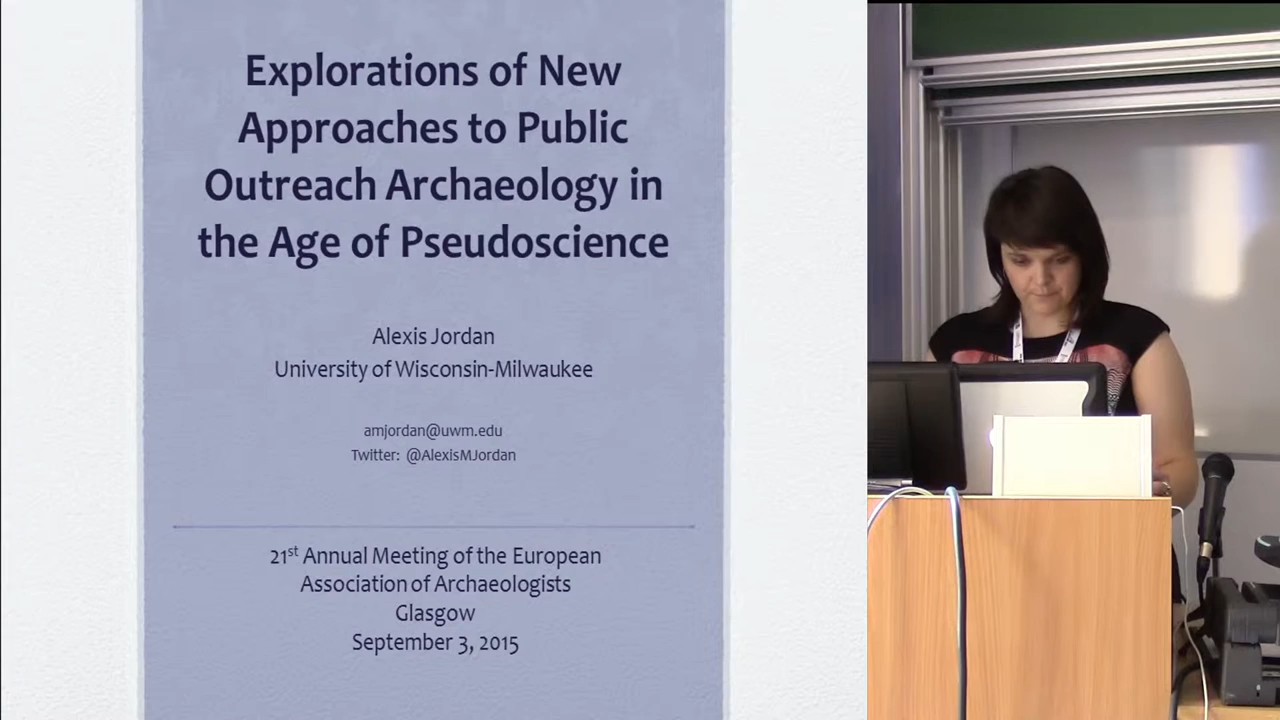 Explorations of New
Approaches to Public
Outreach Archaeology in
the Age of Pseudoscience
Alexis Jordan
University of Wisconsin-Milwaukee
amjordan@uwm.edu
Twitter: @AlexisMJordan
21st Annual Meeting of the European
Association of Archaeologists
Glasgow
September 3, 2015